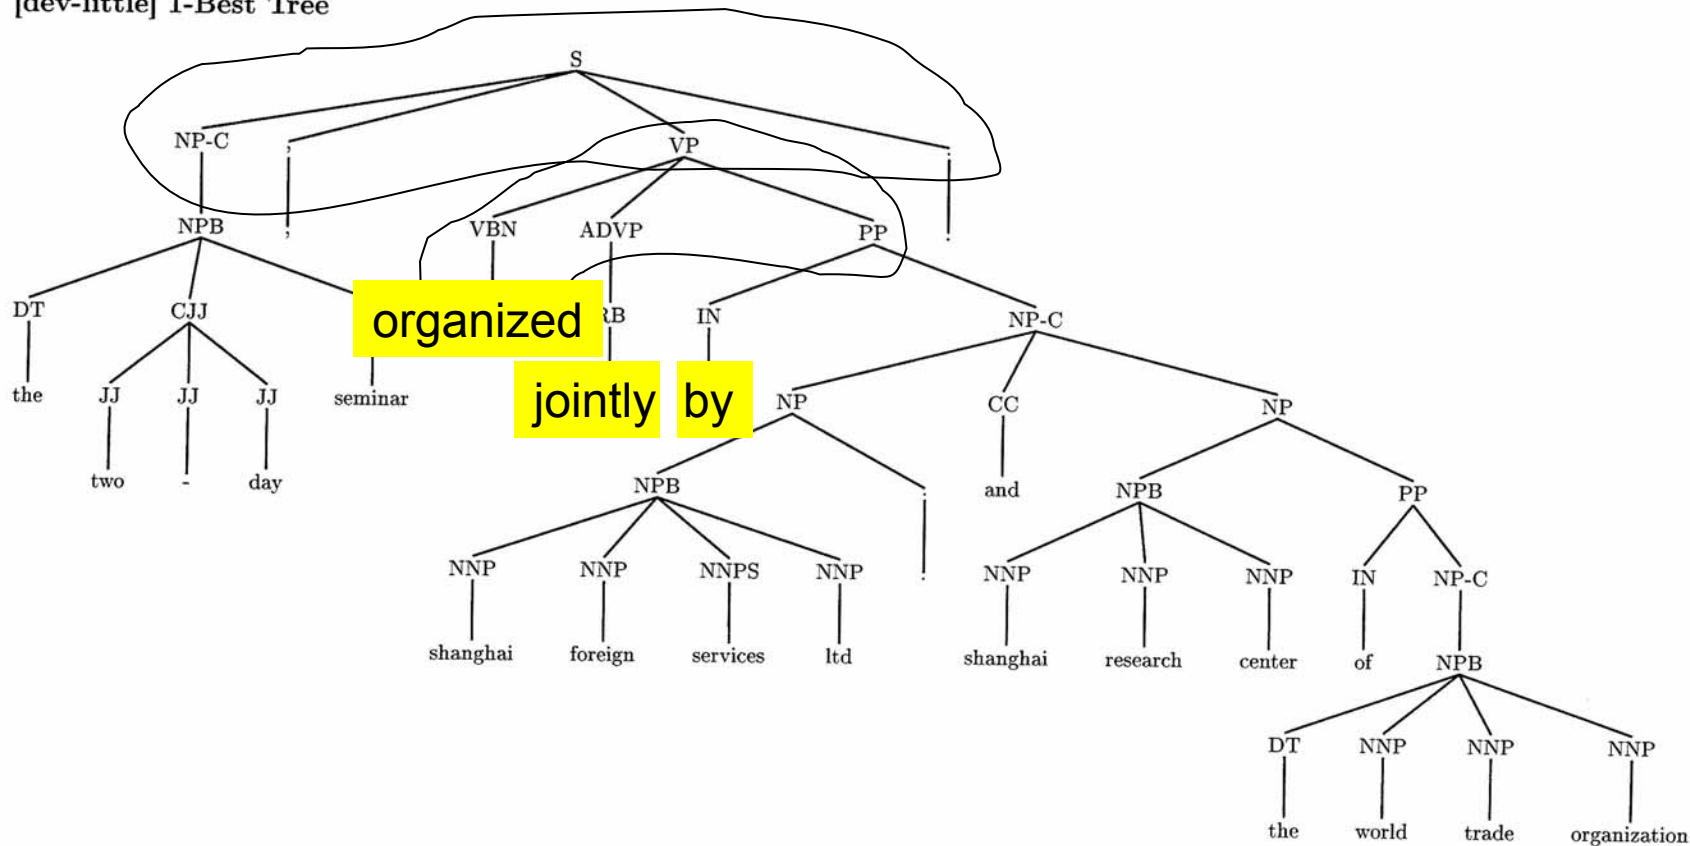 [dev-little] 1-Best Tree
S
NP-C , VP .
NPB , VBN ADVP PP .
DT CJJ organized RB IN NP-C
the JJ JJ JJ seminar jointly by NP CC NP
two - day NPB . and NPB PP
NNP NNP NNPS NNP . NNP NNP NNP IN NP-C
shanghai foreign services ltd shanghai research center of NPB
DT NNP NNP NNP
the world trade organization